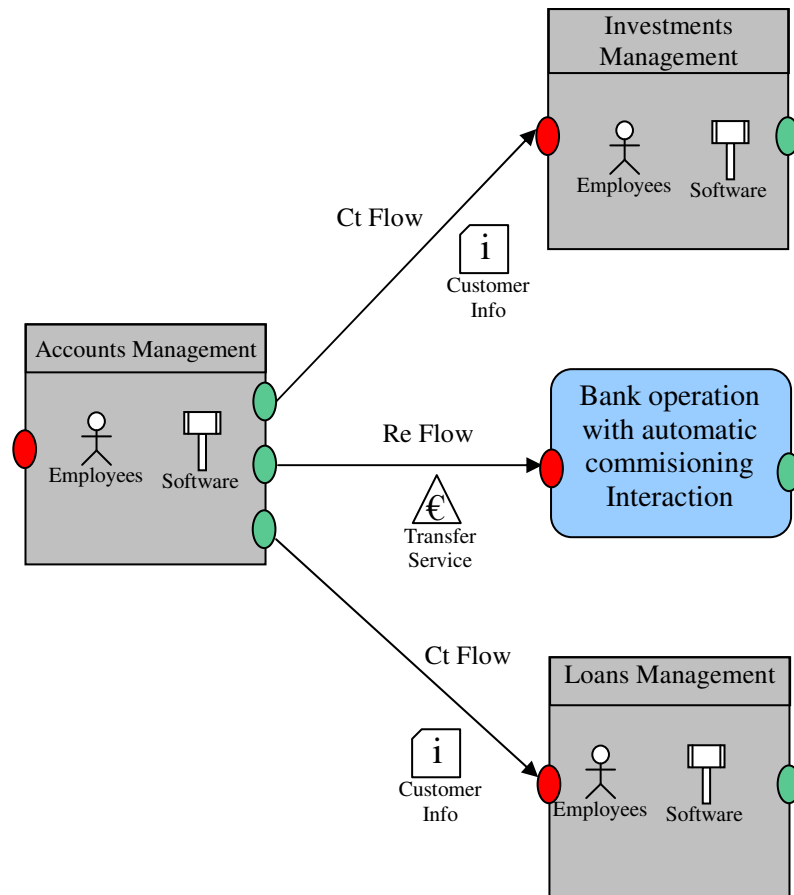 Investments
Management
Employees
Software
Ct Flow
i
Customer
Info
Accounts Management
Employees
Software
Re Flow
€
Transfer
Service
Bank operation
with automatic
commisioning
Interaction
Ct Flow
i
Customer
Info
Loans Management
Employees
Software